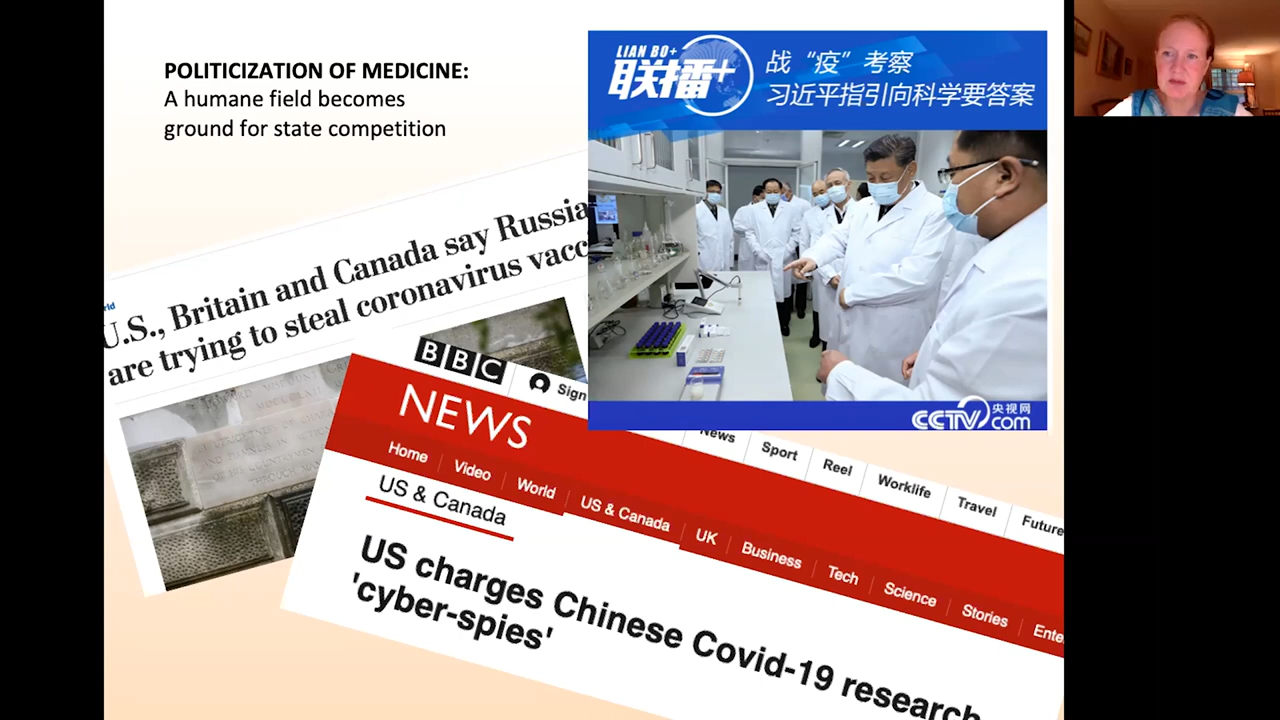 POLITICIZATION OF MEDICINE:
A humane field becomes
ground for state competition
LIAN BO+
联播+
战“疫”考察
习近平指引向科学要答案
CCTV 央视网
com
U.S., Britain and Canada say Russia
are trying to steal coronavirus vacc
BBC
Sign
News
Sport
Reel
Worklife
Travel
Future
NEWS
Home
Video
World
US & Canada
UK
Business
Tech
Science
Stories
Ente
US & Canada
US charges Chinese Covid-19 research
'cyber-spies'